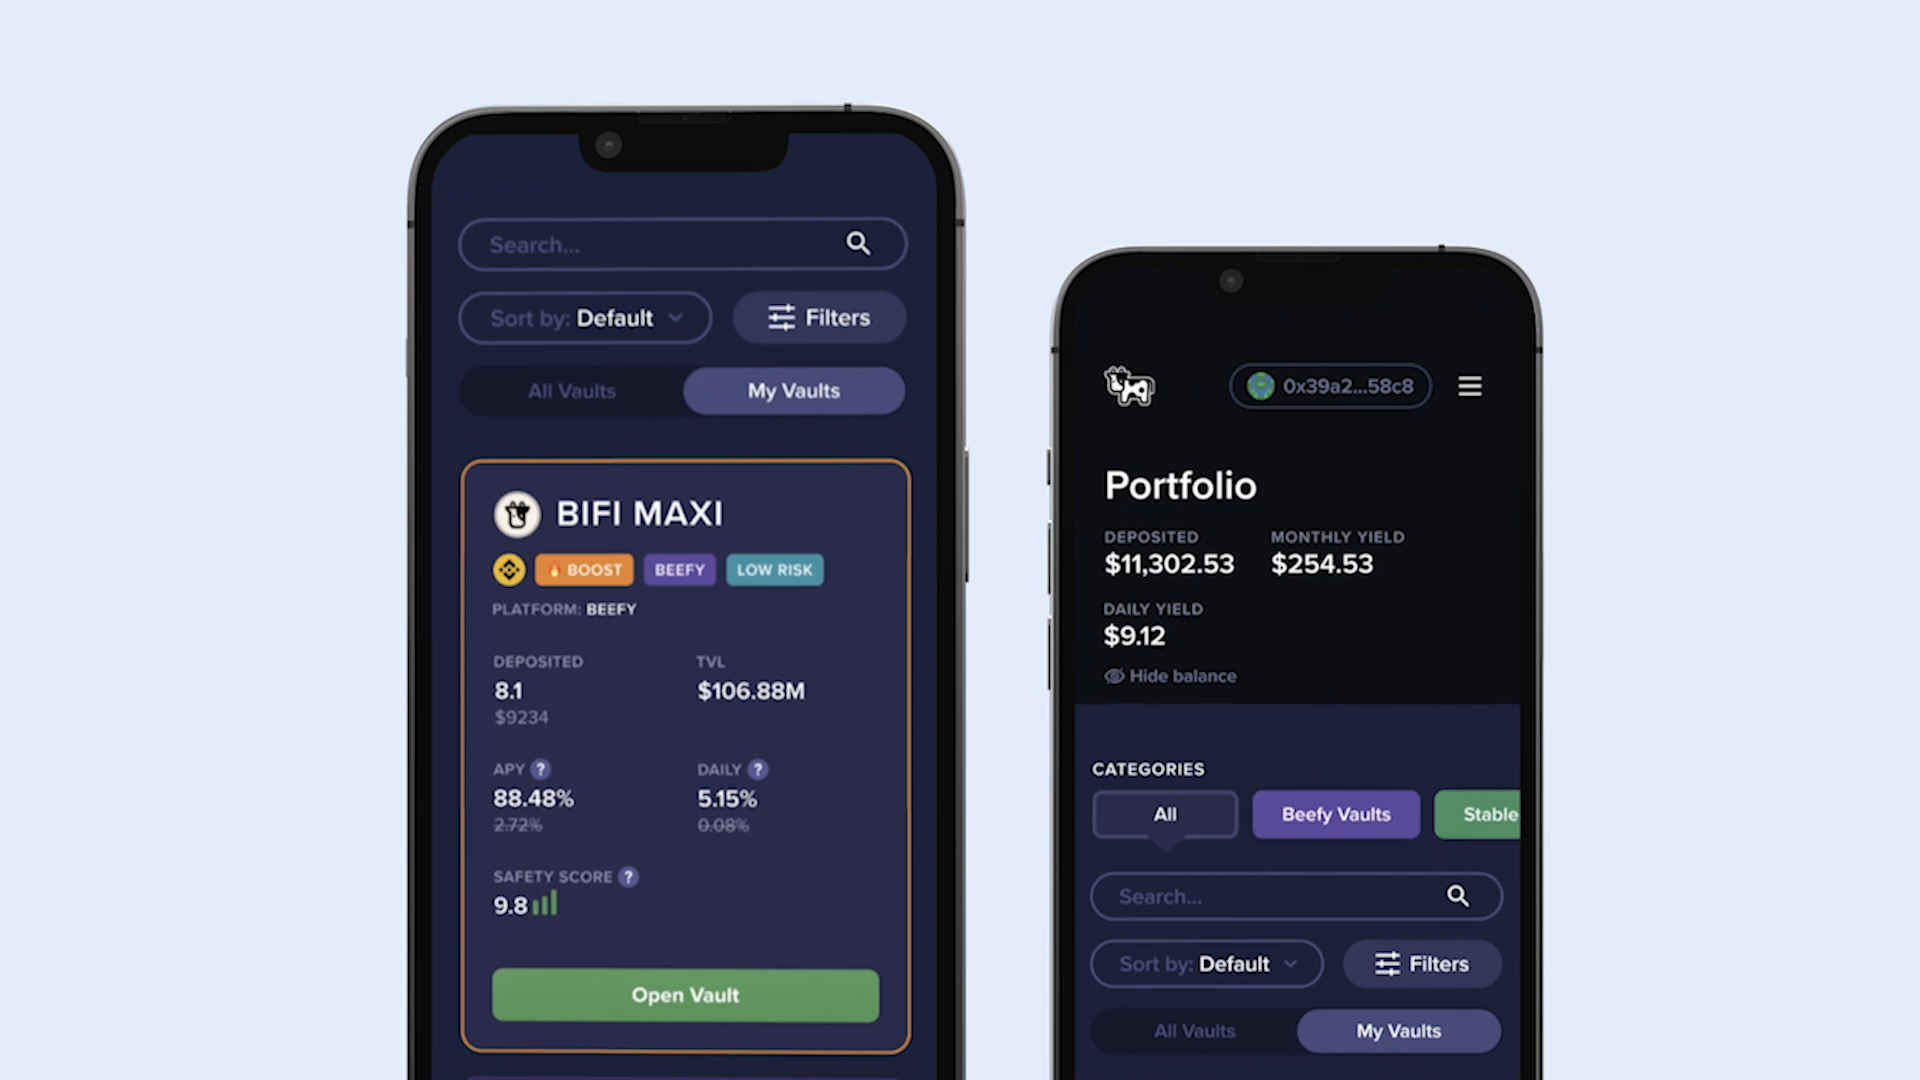 Search...
Sort by: Default
Filters
All Vaults
My Vaults
BIFI MAXI
BOOST
BEEFY
LOW RISK
PLATFORM: BEEFY
DEPOSITED
8.1
$9234
TVL
$106.88M
APY ?
88.48%
2.72%
DAILY ?
5.15%
0.08%
SAFETY SCORE ?
9.8
Open Vault
0x39a2...58c8
Portfolio
DEPOSITED
$11,302.53
MONTHLY YIELD
$254.53
DAILY YIELD
$9.12
Hide balance
CATEGORIES
All
Beefy Vaults
Stable
Search...
Sort by: Default
Filters
All Vaults
My Vaults